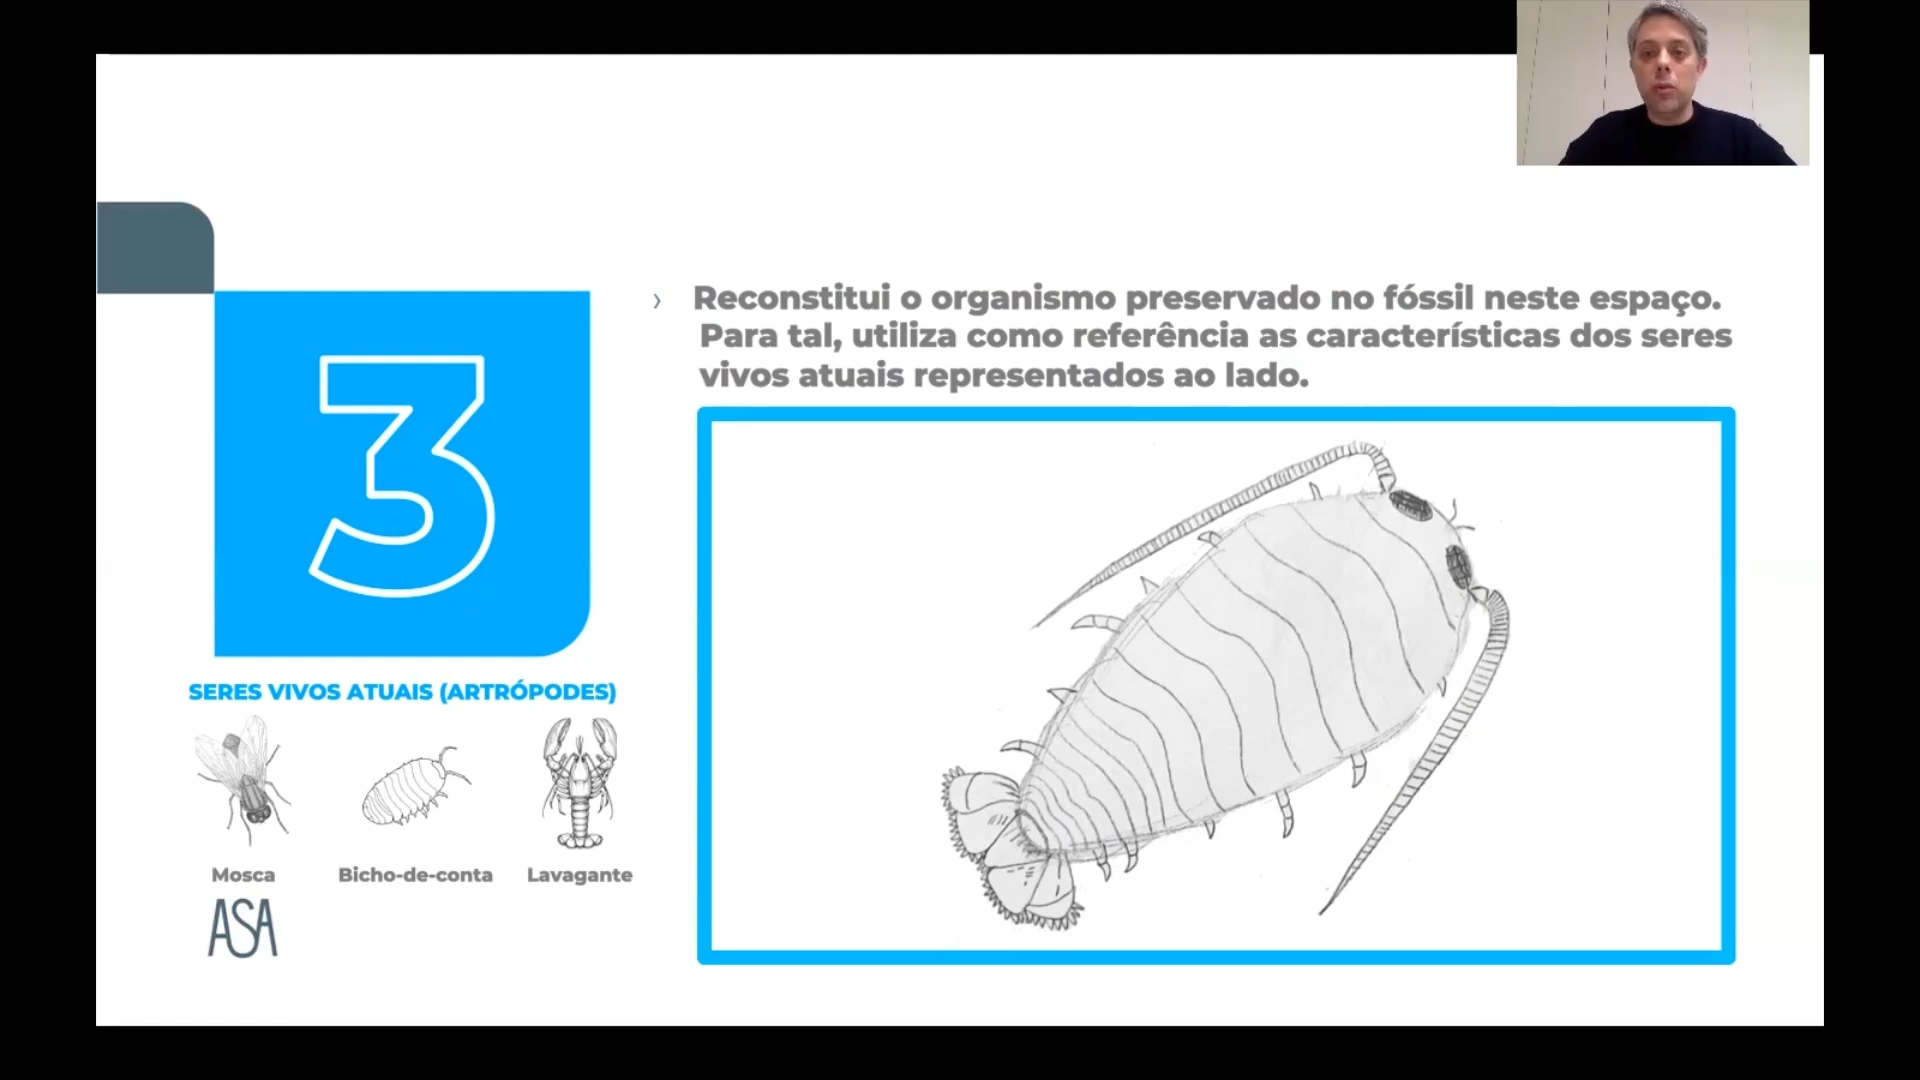 › Reconstitui o organismo preservado no fóssil neste espaço.
Para tal, utiliza como referência as características dos seres
vivos atuais representados ao lado.
3
SERES VIVOS ATUAIS (ARTRÓPODES)
Mosca Bicho-de-conta Lavagante
ASA